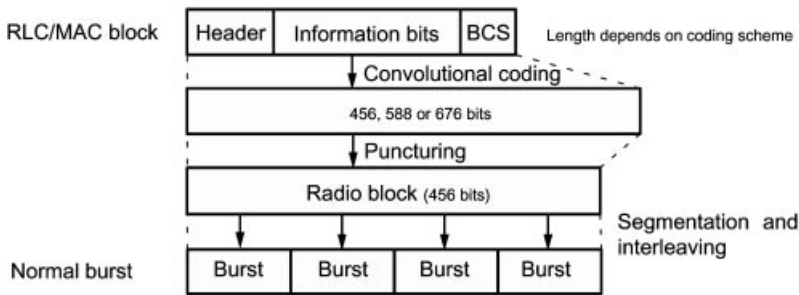 RLC/MAC block
Header
Information bits
BCS
Length depends on coding scheme
Convolutional coding
456, 588 or 676 bits
Puncturing
Radio block (456 bits)
Segmentation and
interleaving
Normal burst
Burst
Burst
Burst
Burst